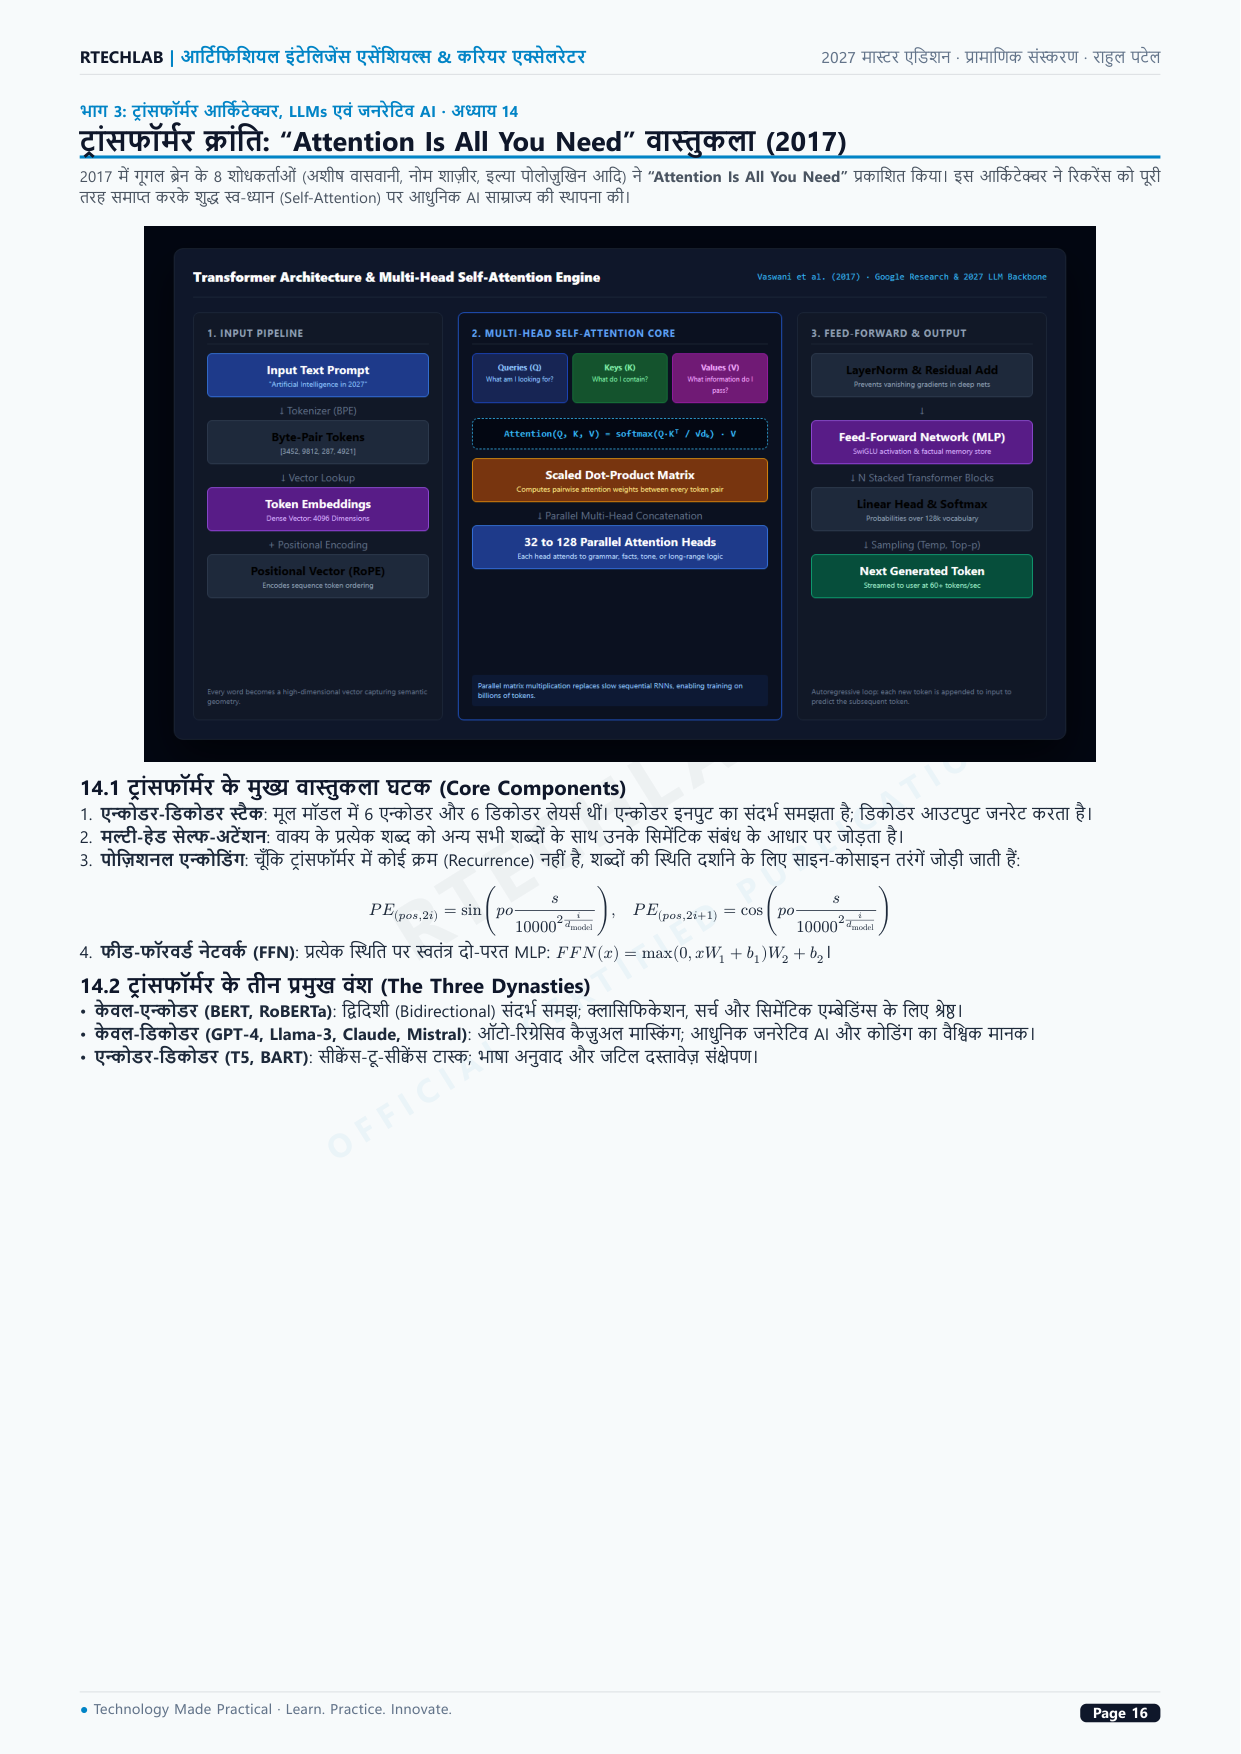 RTECHLAB | आर्टिफिशियल इंटेलिजेंस एसेंशियल्स & करियर एक्सेलरेटर
2027 मास्टर एडिशन · प्रामाणिक संस्करण · राहुल पटेल
भाग 3: ट्रांसफॉर्मर आर्किटेक्चर, LLMs एवं जनरेटिव AI · अध्याय 14
ट्रांसफॉर्मर क्रांति: “Attention Is All You Need” वास्तुकला (2017)
2017 में गूगल ब्रेन के 8 शोधकर्ताओं (अशीष वासवानी, नोम शाज़ीर, इल्या पोलोज़ुखिन आदि) ने “Attention Is All You Need” प्रकाशित किया। इस आर्किटेक्चर ने रिकरेंस को पूरी
तरह समाप्त करके शुद्ध स्व-ध्यान (Self-Attention) पर आधुनिक AI साम्राज्य की स्थापना की।
Transformer Architecture & Multi-Head Self-Attention Engine
Vaswani et al. (2017) · Google Research & 2027 LLM Backbone
1. INPUT PIPELINE
Input Text Prompt
"Artificial Intelligence in 2027"
↓ Tokenizer (BPE)
Byte-Pair Tokens
[3452, 9812, 287, 4921]
↓ Vector Lookup
Token Embeddings
Dense Vector: 4096 Dimensions
+ Positional Encoding
Positional Vector (RoPE)
Encodes sequence token ordering
Every word becomes a high-dimensional vector capturing semantic
geometry.
2. MULTI-HEAD SELF-ATTENTION CORE
Queries (Q)
What am I looking for?
Keys (K)
What do I contain?
Values (V)
What information do I
pass?
Attention(Q, K, V) = softmax(Q·Kᵀ / √dₖ) · V
Scaled Dot-Product Matrix
Computes pairwise attention weights between every token pair
↓ Parallel Multi-Head Concatenation
32 to 128 Parallel Attention Heads
Each head attends to grammar, facts, tone, or long-range logic
Parallel matrix multiplication replaces slow sequential RNNs, enabling training on
billions of tokens.
3. FEED-FORWARD & OUTPUT
LayerNorm & Residual Add
Prevents vanishing gradients in deep nets
↓
Feed-Forward Network (MLP)
SwiGLU activation & factual memory store
↓ N Stacked Transformer Blocks
Linear Head & Softmax
Probabilities over 128k vocabulary
↓ Sampling (Temp, Top-p)
Next Generated Token
Streamed to user at 60+ tokens/sec
Autoregressive loop: each new token is appended to input to
predict the subsequent token.
14.1 ट्रांसफॉर्मर के मुख्य वास्तुकला घटक (Core Components)
1. एन्कोडर-डिकोडर स्टैक: मूल मॉडल में 6 एन्कोडर और 6 डिकोडर लेयर्स थीं। एन्कोडर इनपुट का संदर्भ समझता है; डिकोडर आउटपुट जनरेट करता है।
2. मल्टी-हेड सेल्फ-अटेंशन: वाक्य के प्रत्येक शब्द को अन्य सभी शब्दों के साथ उनके सिमेंटिक संबंध के आधार पर जोड़ता है।
3. पोज़िशनल एन्कोडिंग: चूँकि ट्रांसफॉर्मर में कोई क्रम (Recurrence) नहीं है, शब्दों की स्थिति दर्शाने के लिए साइन-कोसाइन तरंगें जोड़ी जाती हैं:
PE(pos,2i) = sin(po s/10000^(2 i/d_model)), PE(pos,2i+1) = cos(po s/10000^(2 i/d_model))
4. फीड-फॉरवर्ड नेटवर्क (FFN): प्रत्येक स्थिति पर स्वतंत्र दो-परत MLP: FFN(x) = max(0, xW₁ + b₁)W₂ + b₂।
14.2 ट्रांसफॉर्मर के तीन प्रमुख वंश (The Three Dynasties)
• केवल-एन्कोडर (BERT, RoBERTa): द्विदिशी (Bidirectional) संदर्भ समझ; क्लासिफिकेशन, सर्च और सिमेंटिक एम्बेडिंग्स के लिए श्रेष्ठ।
• केवल-डिकोडर (GPT-4, Llama-3, Claude, Mistral): ऑटो-रिग्रेसिव कैज़ुअल मास्किंग; आधुनिक जनरेटिव AI और कोडिंग का वैश्विक मानक।
• एन्कोडर-डिकोडर (T5, BART): सीक्वेंस-टू-सीक्वेंस टास्क; भाषा अनुवाद और जटिल दस्तावेज़ संक्षेपण।
• Technology Made Practical · Learn. Practice. Innovate.
Page 16